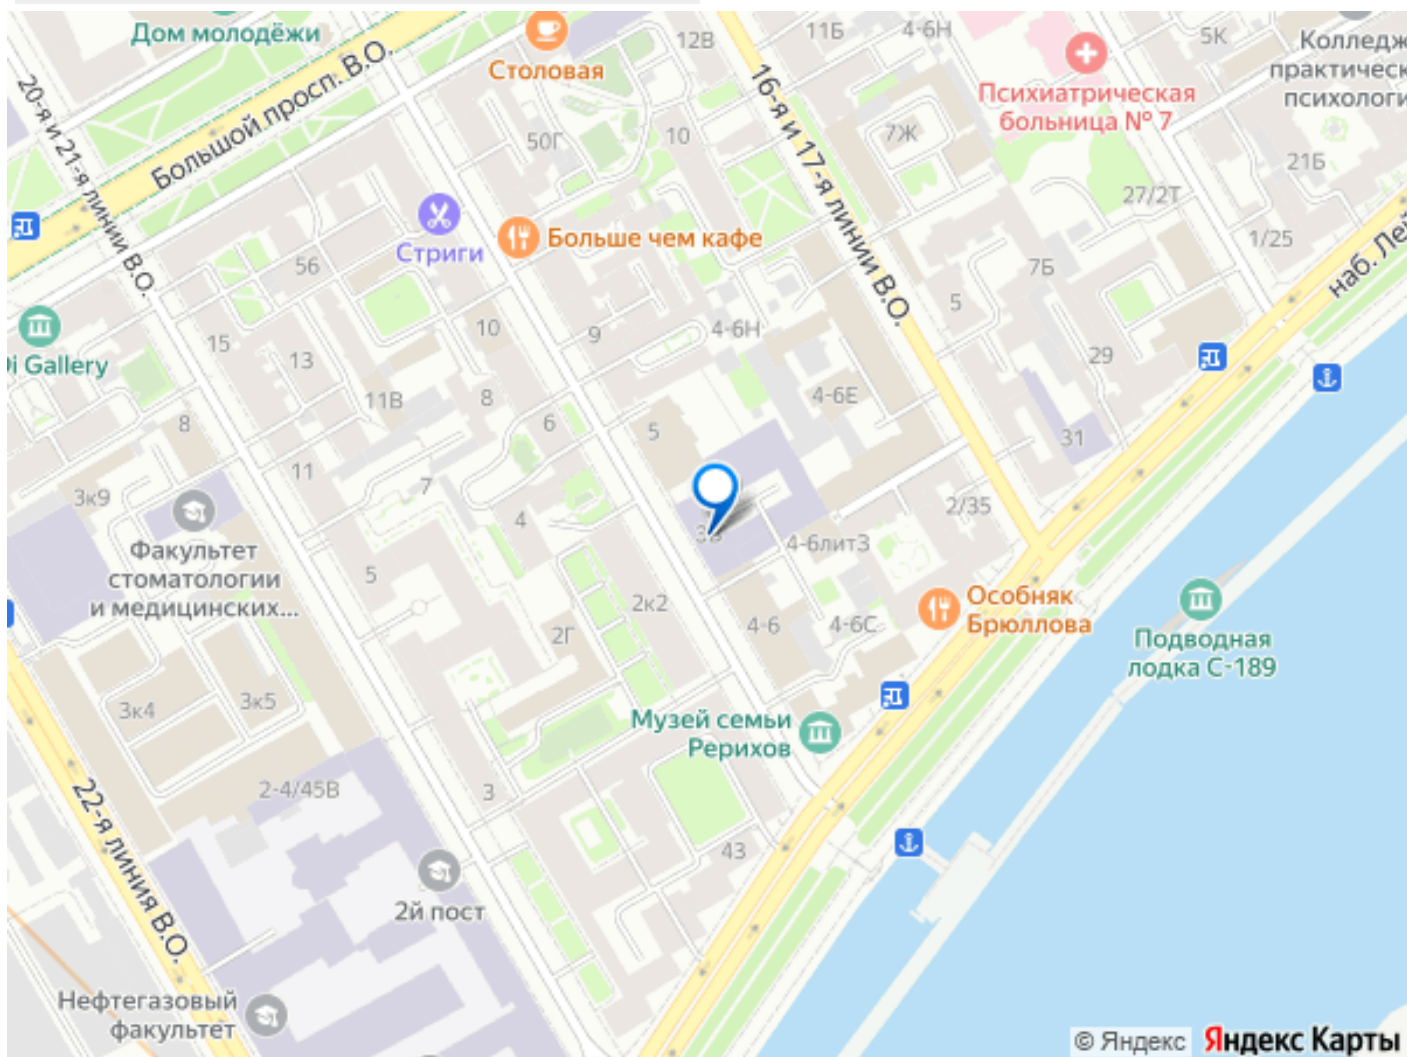 Дом молодёжи
Столовая
12В
11Б
4-6Н
5К
Колледж
практическ
психологи
Психиатрическая
больница № 7
20-я и 21-я линии В.О.
Большой просп. В.О.
16-я и 17-я линии В.О.
50Г
10
7Ж
21Б
27/2Т
1/25
наб. Лей
Стриги
Больше чем кафе
56
7Б
5
15
13
10
9
4-6Н
29
Di Gallery
11В
8
4-6Е
8
6
5
31
11
3к9
7
4
2/35
4-6лит3
Факультет
стоматологии
и медицинских...
5
2к2
4-6
4-6С
Особняк
Брюллова
Подводная
лодка С-189
2Г
3к4
3к5
Музей семьи
Рерихов
2-4/45В
3
43
22-я линия В.О.
2й пост
Нефтегазовый
факультет
© Яндекс Яндекс Карты